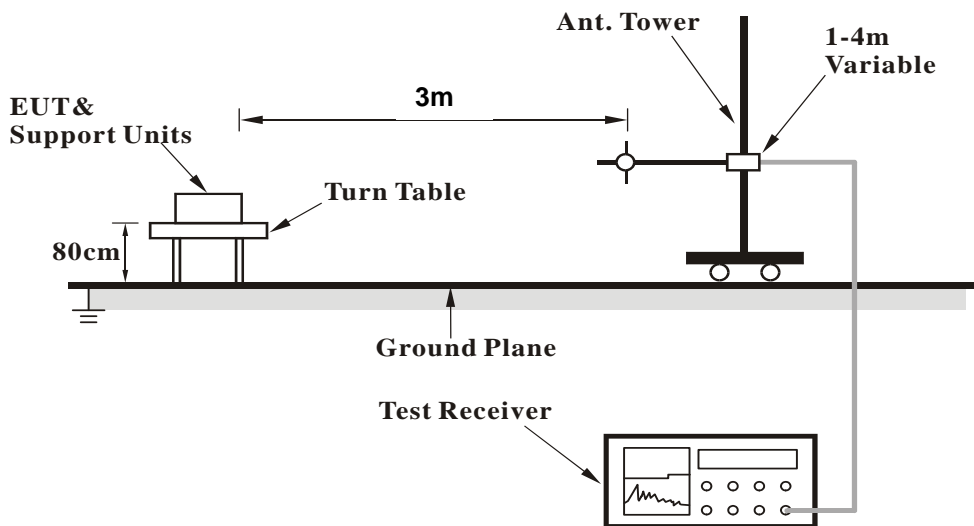 Ant. Tower
1-4m
Variable
3m
EUT&
Support Units
Turn Table
80cm
Ground Plane
Test Receiver